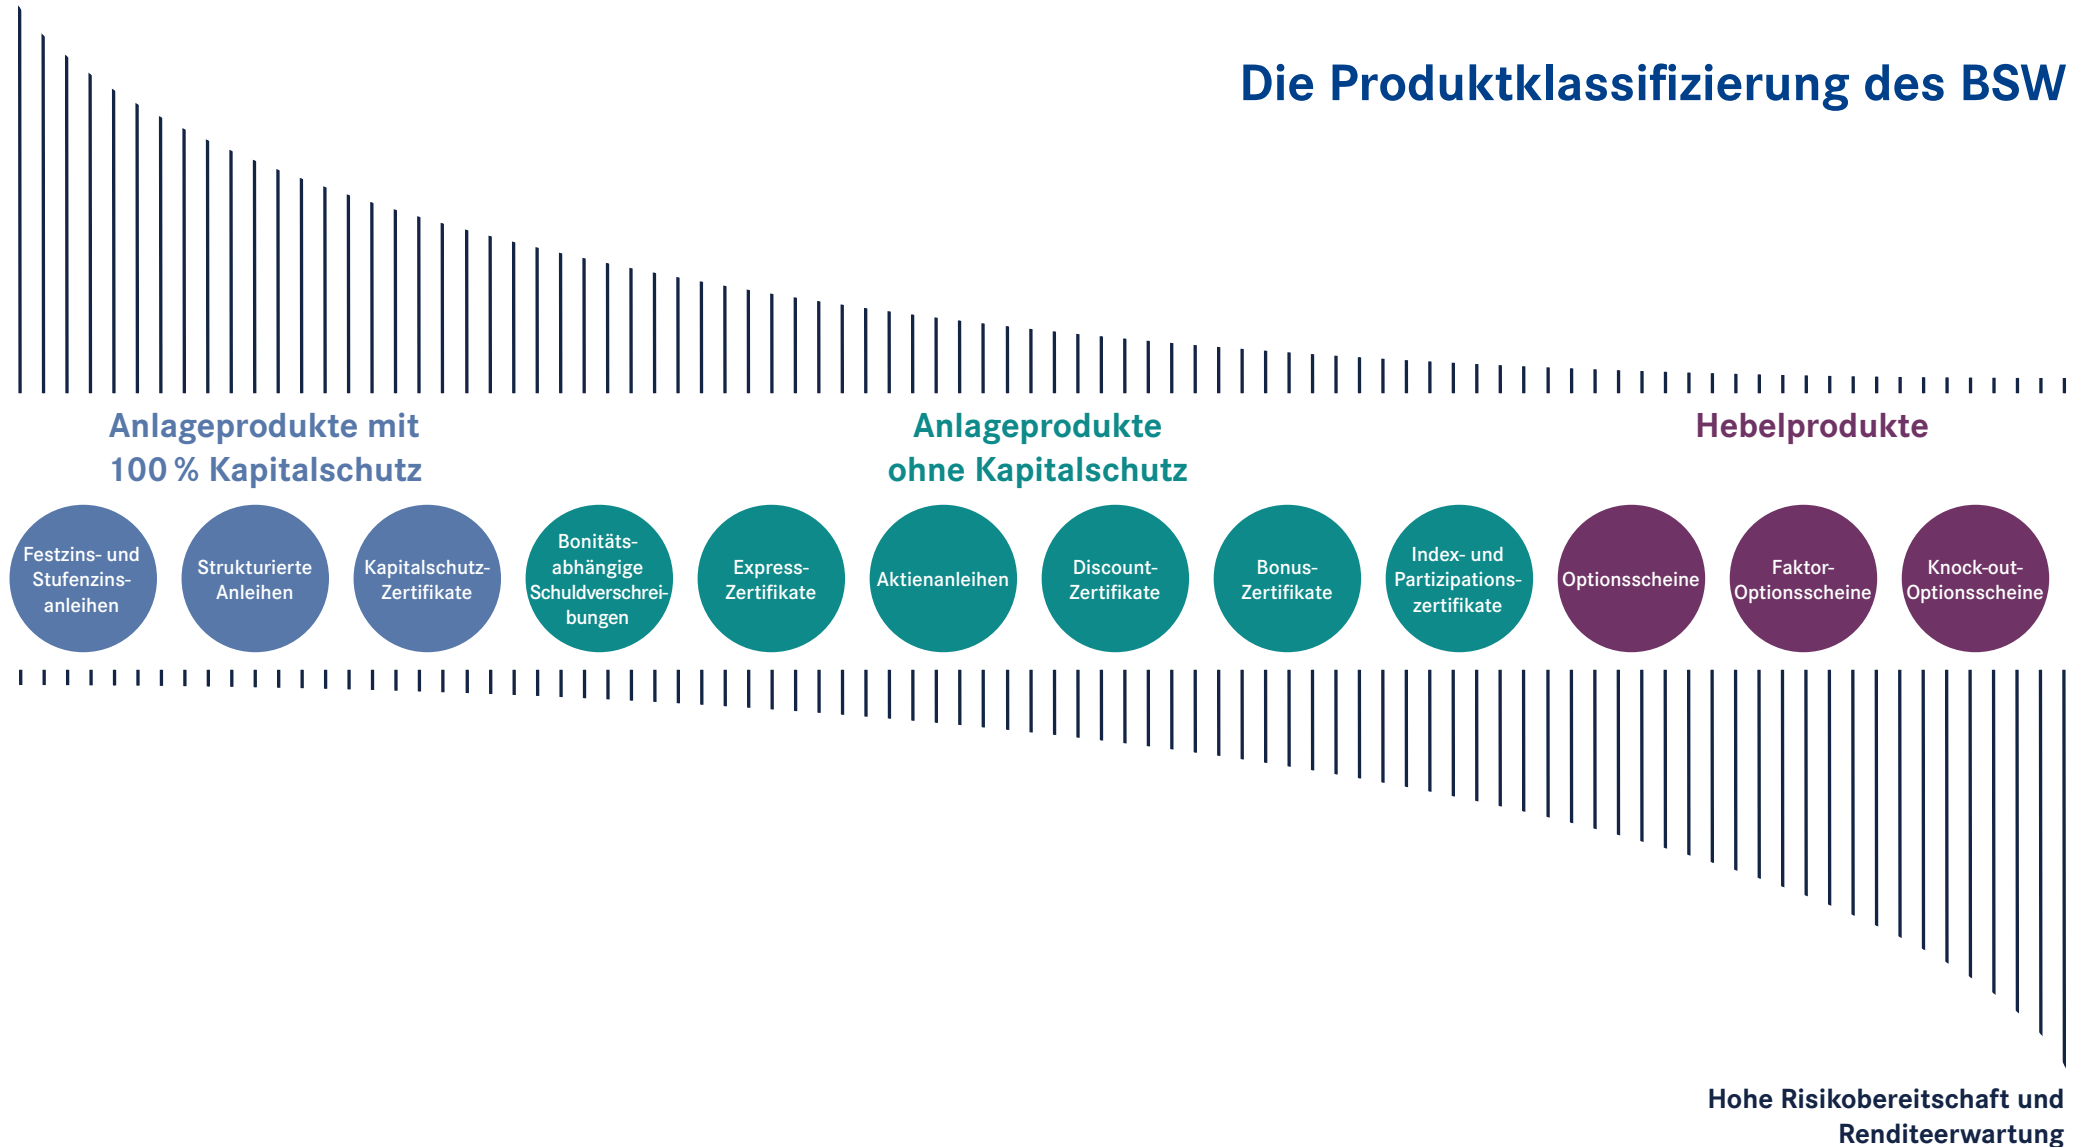 Die Produktklassifizierung des BSW
Anlageprodukte mit
100 % Kapitalschutz
Anlageprodukte
ohne Kapitalschutz
Hebelprodukte
Festzins- und
Stufenzins-
anleihen
Strukturierte
Anleihen
Kapitalschutz-
Zertifikate
Bonitäts-
abhängige
Schuldverschrei-
bungen
Express-
Zertifikate
Aktienanleihen
Discount-
Zertifikate
Bonus-
Zertifikate
Index- und
Partizipations-
zertifikate
Optionsscheine
Faktor-
Optionsscheine
Knock-out-
Optionsscheine
Hohe Risikobereitschaft und
Renditeerwartung